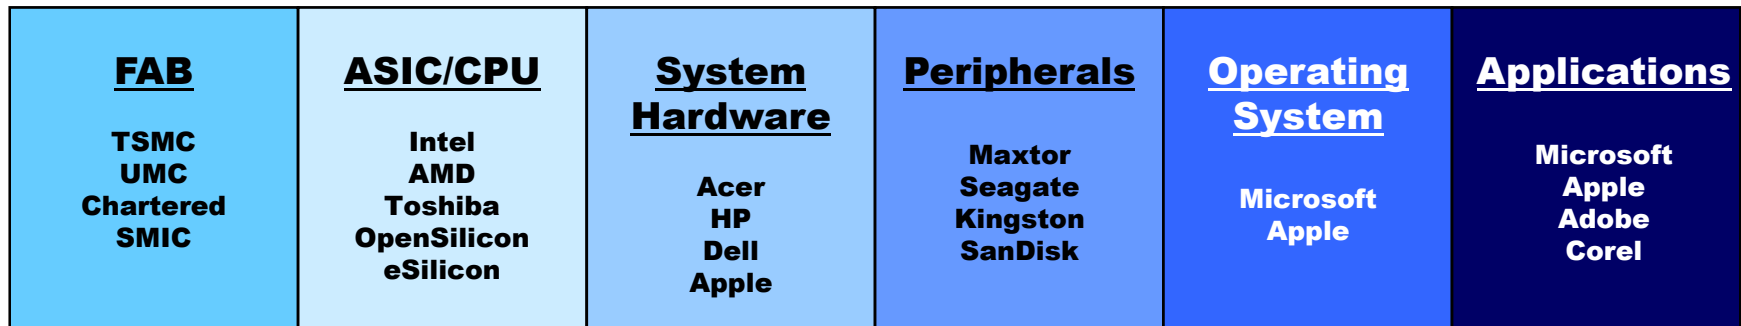 FAB
TSMC
UMC
Chartered
SMIC
ASIC/CPU
Intel
AMD
Toshiba
OpenSilicon
eSilicon
System
Hardware
Acer
HP
Dell
Apple
Peripherals
Maxtor
Seagate
Kingston
SanDisk
Operating
System
Microsoft
Apple
Applications
Microsoft
Apple
Adobe
Corel